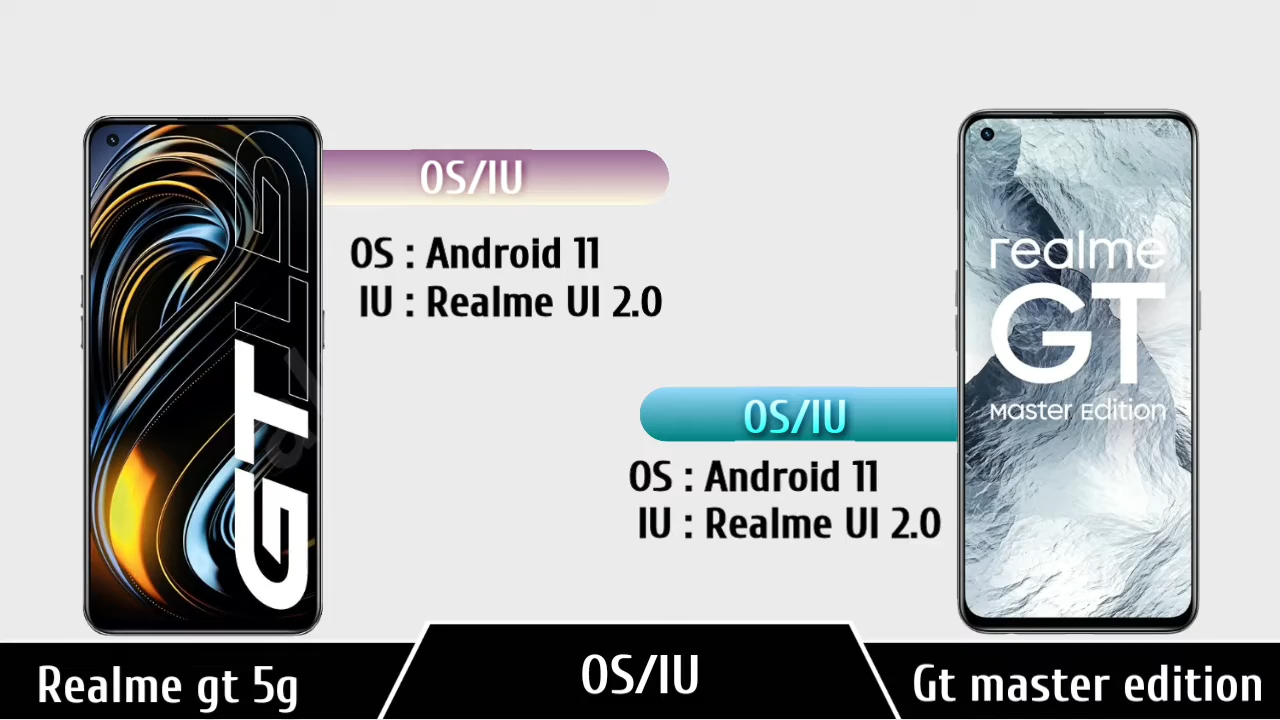 OS/IU
OS : Android 11
IU : Realme UI 2.0
GT
realme
GT
Master Edition
OS/IU
OS : Android 11
IU : Realme UI 2.0
Realme gt 5g
OS/IU
Gt master edition